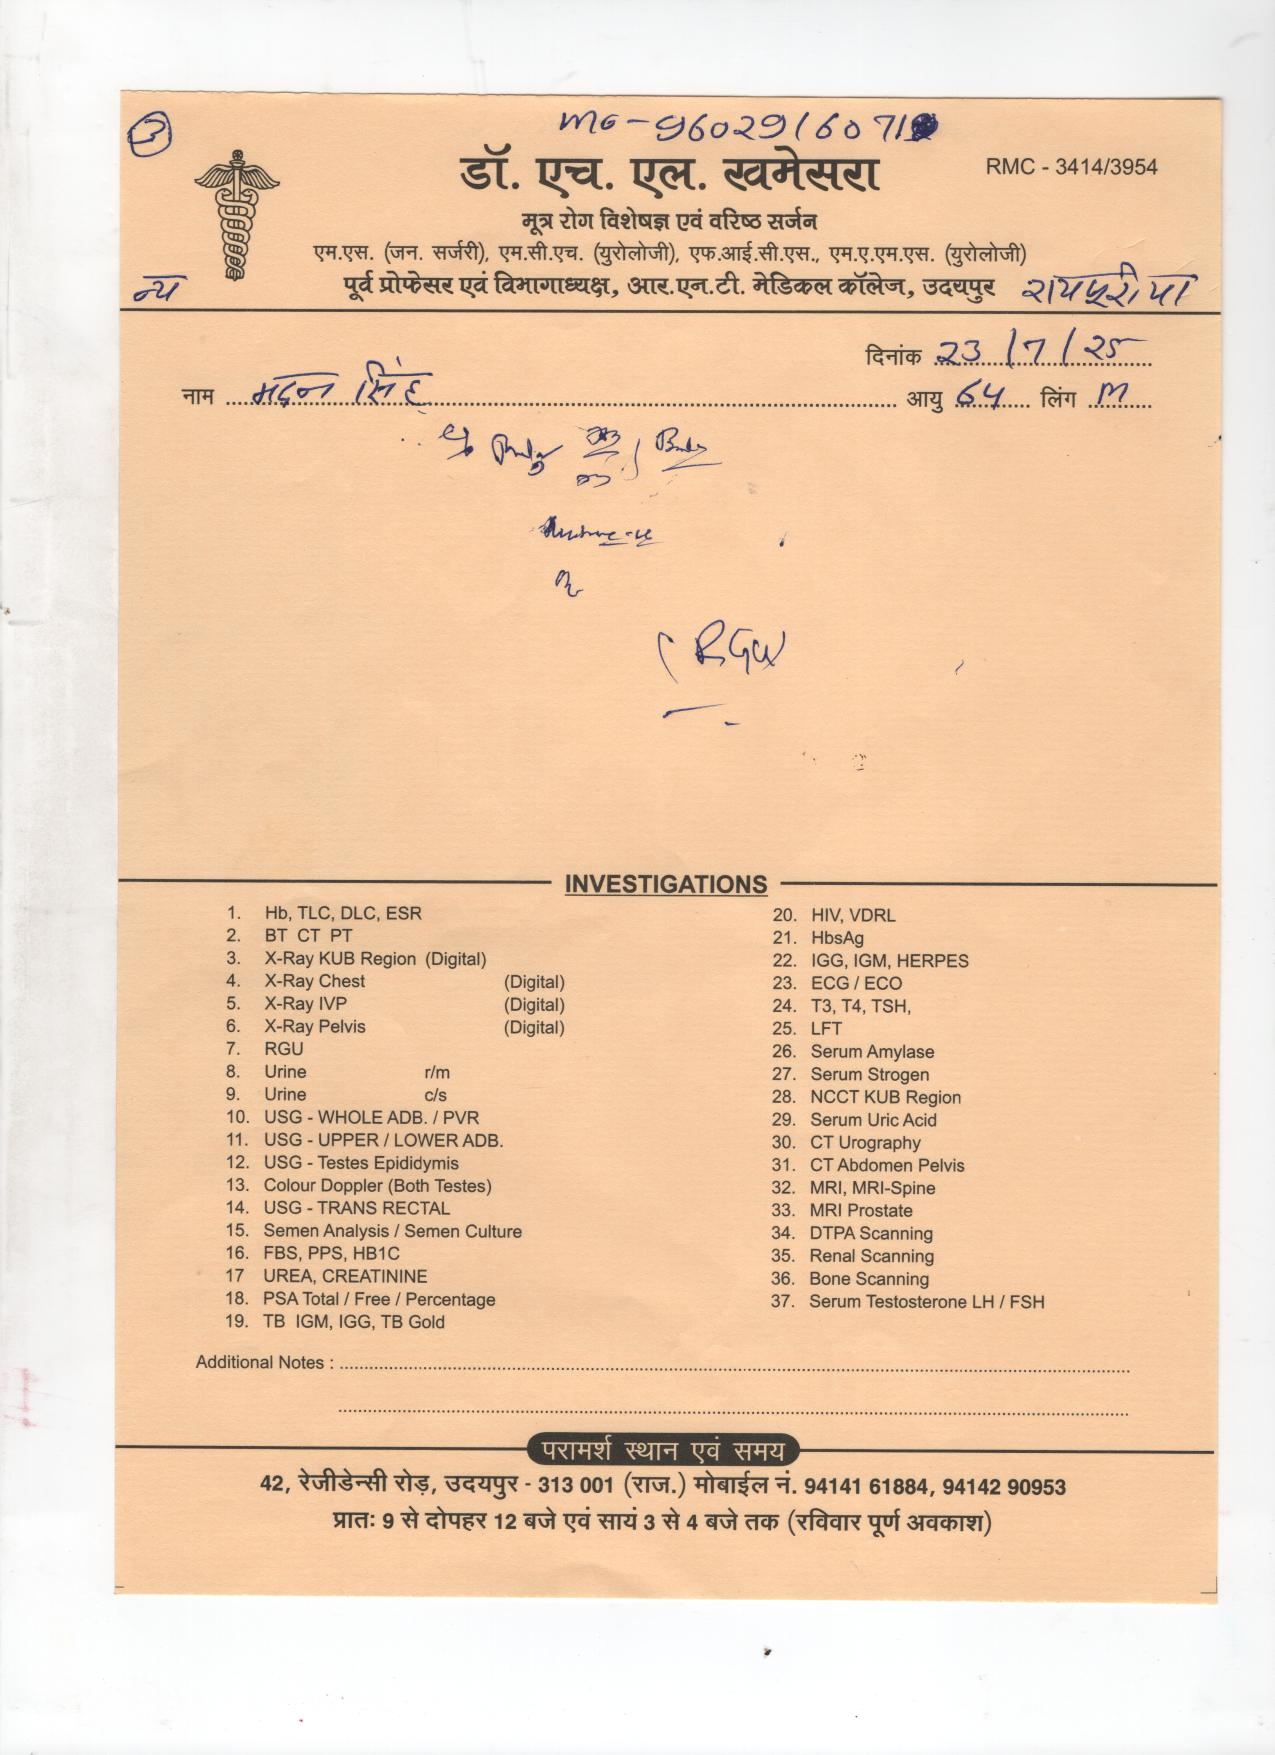 3
mo - 96029160712
डॉ. एच. एल. खमेसरा
RMC - 3414/3954
मूत्र रोग विशेषज्ञ एवं वरिष्ठ सर्जन
एम.एस. (जन. सर्जरी), एम.सी.एच. (युरोलोजी), एफ.आई.सी.एस., एम.ए.एम.एस. (युरोलोजी)
पूर्व प्रोफेसर एवं विभागाध्यक्ष, आर.एन.टी. मेडिकल कॉलेज, उदयपुर
रायपुरीया
दिनांक 23/7/25
नाम मदन सिंह आयु 64 लिंग M
RGU
INVESTIGATIONS
1. Hb, TLC, DLC, ESR
2. BT CT PT
3. X-Ray KUB Region (Digital)
4. X-Ray Chest (Digital)
5. X-Ray IVP (Digital)
6. X-Ray Pelvis (Digital)
7. RGU
8. Urine r/m
9. Urine c/s
10. USG - WHOLE ADB. / PVR
11. USG - UPPER / LOWER ADB.
12. USG - Testes Epididymis
13. Colour Doppler (Both Testes)
14. USG - TRANS RECTAL
15. Semen Analysis / Semen Culture
16. FBS, PPS, HB1C
17 UREA, CREATININE
18. PSA Total / Free / Percentage
19. TB IGM, IGG, TB Gold
20. HIV, VDRL
21. HbsAg
22. IGG, IGM, HERPES
23. ECG / ECO
24. T3, T4, TSH,
25. LFT
26. Serum Amylase
27. Serum Strogen
28. NCCT KUB Region
29. Serum Uric Acid
30. CT Urography
31. CT Abdomen Pelvis
32. MRI, MRI-Spine
33. MRI Prostate
34. DTPA Scanning
35. Renal Scanning
36. Bone Scanning
37. Serum Testosterone LH / FSH
Additional Notes :
परामर्श स्थान एवं समय
42, रेजीडेन्सी रोड़, उदयपुर - 313 001 (राज.) मोबाईल नं. 94141 61884, 94142 90953
प्रातः 9 से दोपहर 12 बजे एवं सायं 3 से 4 बजे तक (रविवार पूर्ण अवकाश)